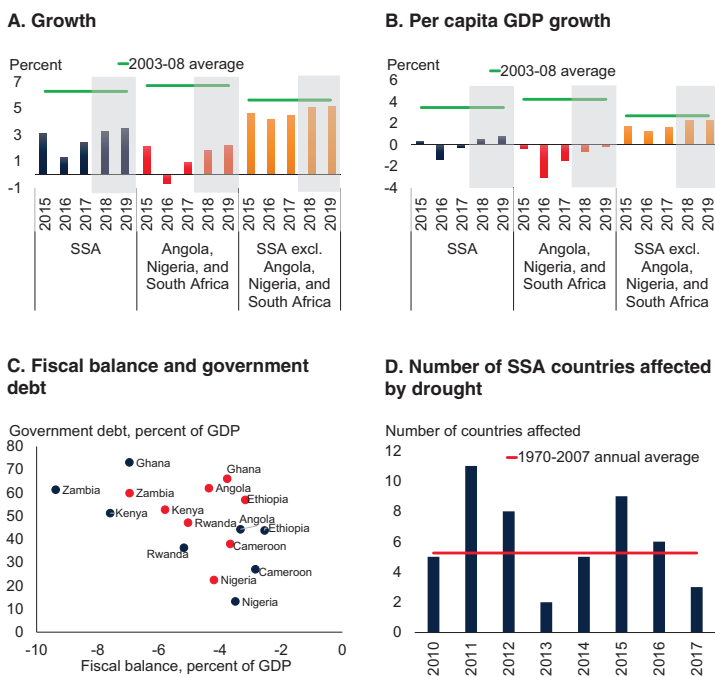 A. Growth
Percent
2003-08 average
7
5
3
1
-1
2015
2016
2017
2018
2019
2015
2016
2017
2018
2019
2015
2016
2017
2018
2019
SSA
Angola,
Nigeria, and
South Africa
SSA excl.
Angola,
Nigeria, and
South Africa
B. Per capita GDP growth
Percent
2003-08 average
6
4
2
0
-2
-4
2015
2016
2017
2018
2019
2015
2016
2017
2018
2019
2015
2016
2017
2018
2019
SSA
Angola,
Nigeria, and
South Africa
SSA excl.
Angola,
Nigeria, and
South Africa
C. Fiscal balance and government
debt
Government debt, percent of GDP
80
70
60
50
40
30
20
10
0
Ghana
Ghana
Zambia
Zambia
Angola
Ethiopia
Kenya
Kenya
Rwanda
Angola
Ethiopia
Rwanda
Cameroon
Cameroon
Nigeria
Nigeria
-10
-8
-6
-4
-2
0
Fiscal balance, percent of GDP
D. Number of SSA countries affected
by drought
Number of countries affected
1970-2007 annual average
12
10
8
6
4
2
0
2010
2011
2012
2013
2014
2015
2016
2017